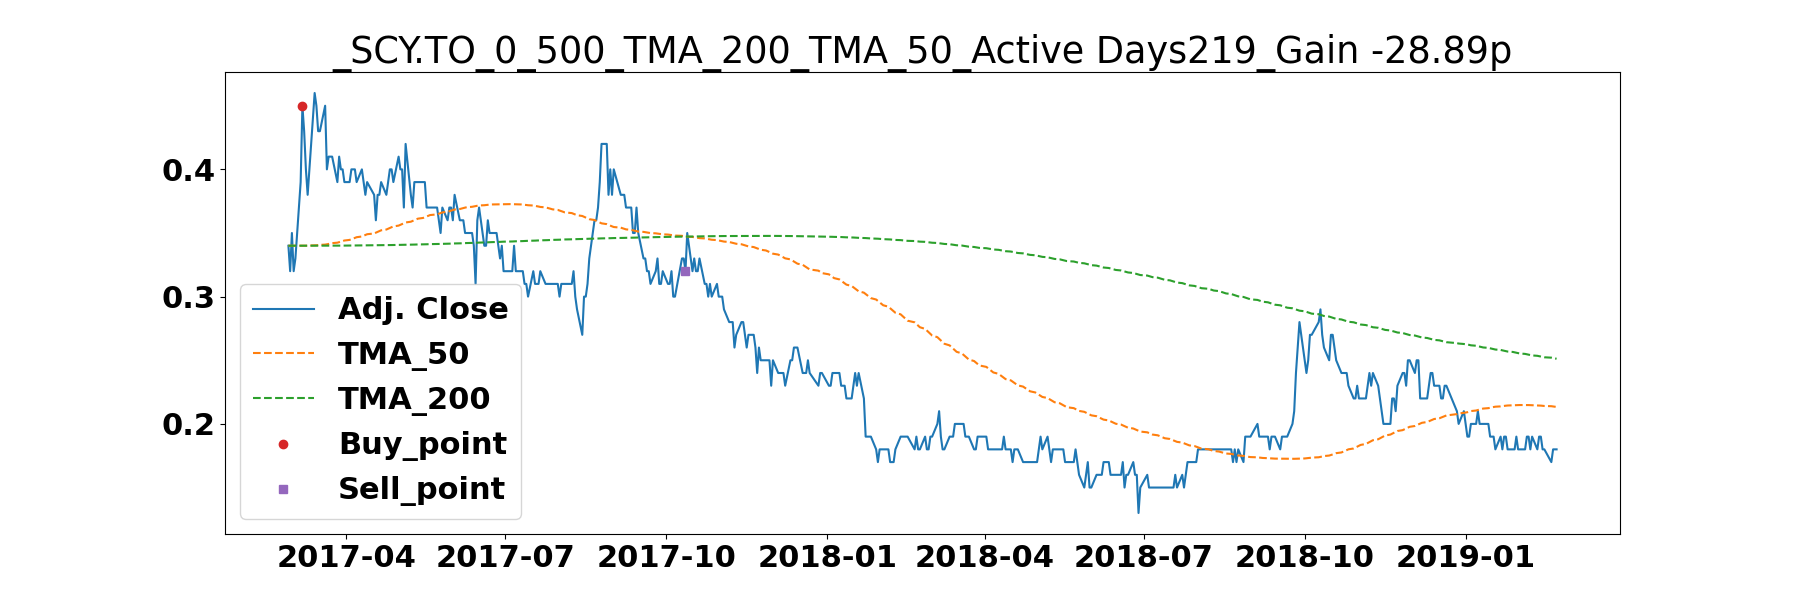 _SCY.TO_0_500_TMA_200_TMA_50_Active Days219_Gain -28.89p
0.4
0.3
0.2
Adj. Close
TMA_50
TMA_200
Buy_point
Sell_point
2017-04 2017-07 2017-10 2018-01 2018-04 2018-07 2018-10 2019-01